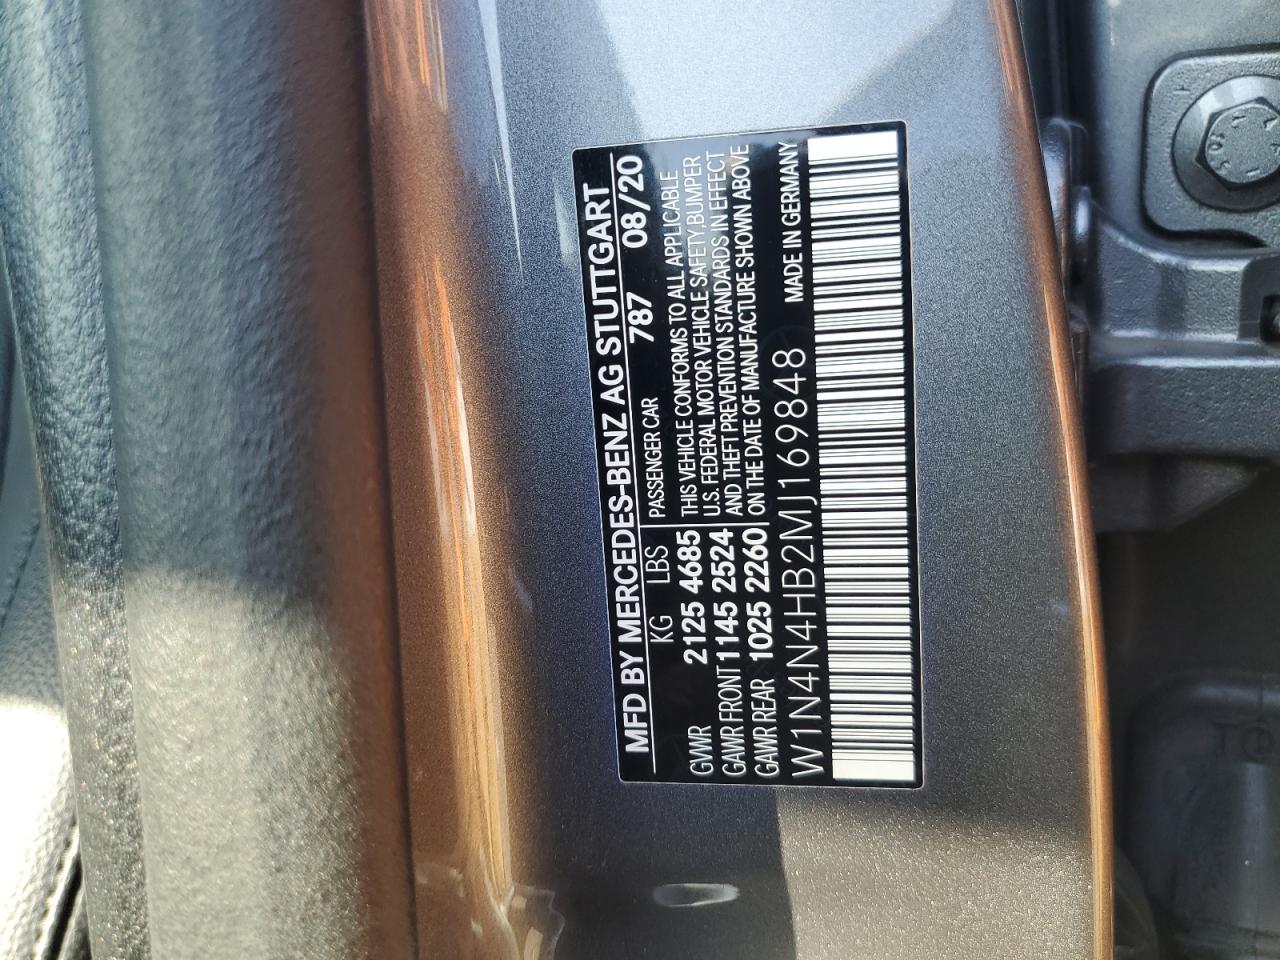 MFD BY MERCEDES-BENZ AG STUTTGART
KG LBS PASSENGER CAR 787 08/20
GVWR 2125 4685 THIS VEHICLE CONFORMS TO ALL APPLICABLE
U.S. FEDERAL MOTOR VEHICLE SAFETY,BUMPER
GAWR FRONT 1145 2524 AND THEFT PREVENTION STANDARDS IN EFFECT
GAWR REAR 1025 2260 ON THE DATE OF MANUFACTURE SHOWN ABOVE
W1N4N4HB2MJ169848 MADE IN GERMANY